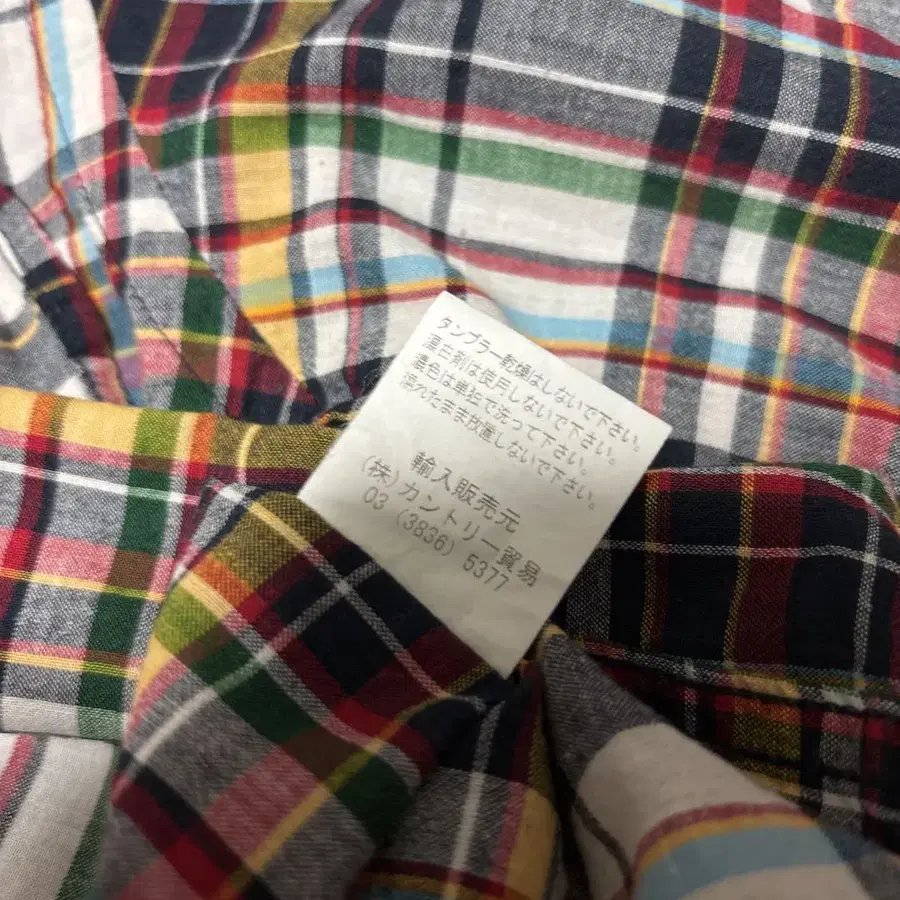 タンブラー乾燥はしないで下さい。
漂白剤は使用しないで下さい。
濃色は単独で洗って下さい。
濡れたまま放置しないで下さい。
輸入販売元
(株)カントリー貿易
03 (3836) 5377